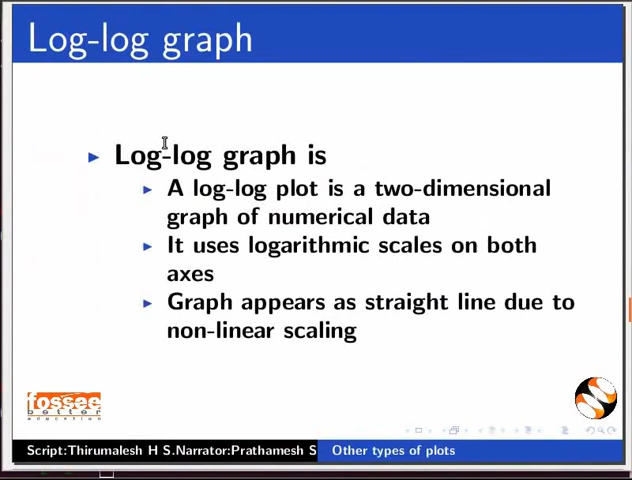 Log-log graph
Log-log graph is
A log-log plot is a two-dimensional
graph of numerical data
It uses logarithmic scales on both
axes
Graph appears as straight line due to
non-linear scaling
fossee
better
education
Script:Thirumalesh H S.Narrator:Prathamesh S
Other types of plots